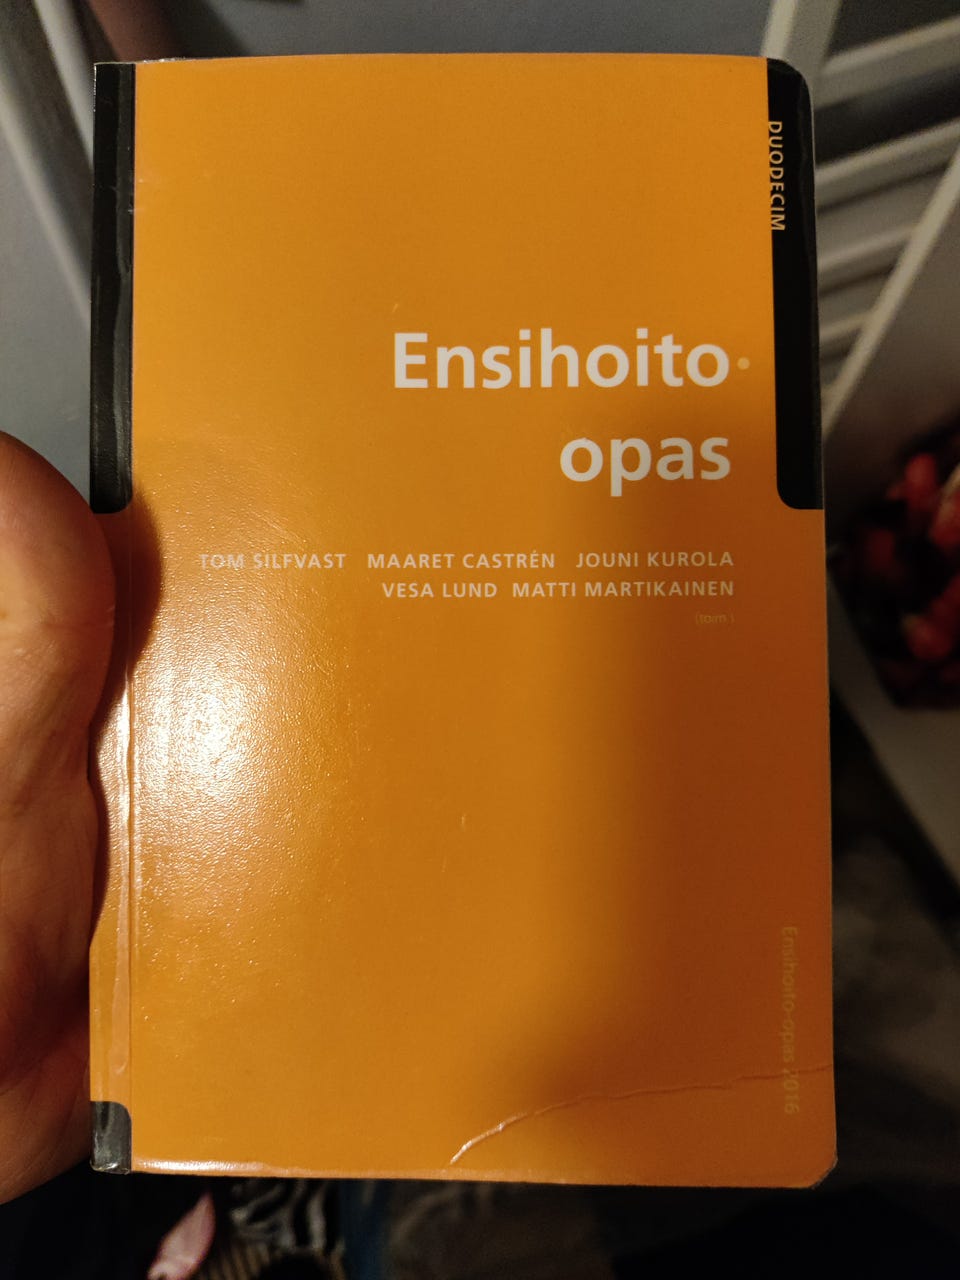 DUODECIM
Ensihoito•
opas
TOM SILFVAST MAARET CASTRÉN JOUNI KUROLA
VESA LUND MATTI MARTIKAINEN
(toim.)
Ensihoito-opas 2016